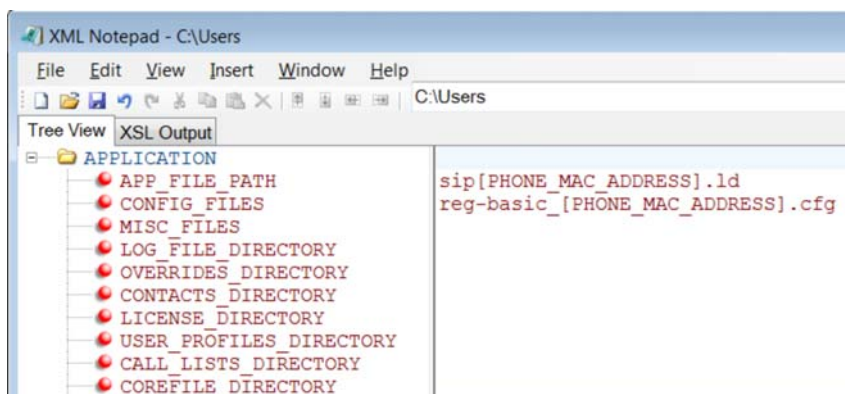 XML Notepad - C:\Users
File Edit View Insert Window Help
C:\Users
Tree View XSL Output
APPLICATION
APP_FILE_PATH sip[PHONE_MAC_ADDRESS].ld
CONFIG_FILES reg-basic_[PHONE_MAC_ADDRESS].cfg
MISC_FILES
LOG_FILE_DIRECTORY
OVERRIDES_DIRECTORY
CONTACTS_DIRECTORY
LICENSE_DIRECTORY
USER_PROFILES_DIRECTORY
CALL_LISTS_DIRECTORY
COREFILE_DIRECTORY